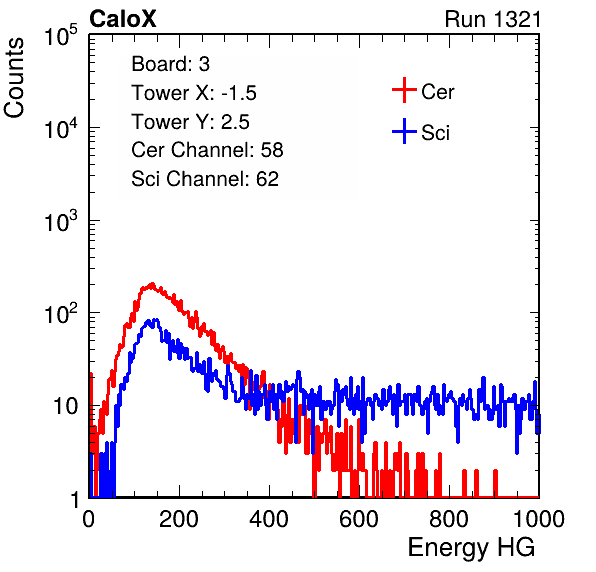 CaloX Run 1321
Counts
Board: 3
Tower X: -1.5
Tower Y: 2.5
Cer Channel: 58
Sci Channel: 62
Cer
Sci
10^5
10^4
10^3
10^2
10
1
0 200 400 600 800 1000
Energy HG